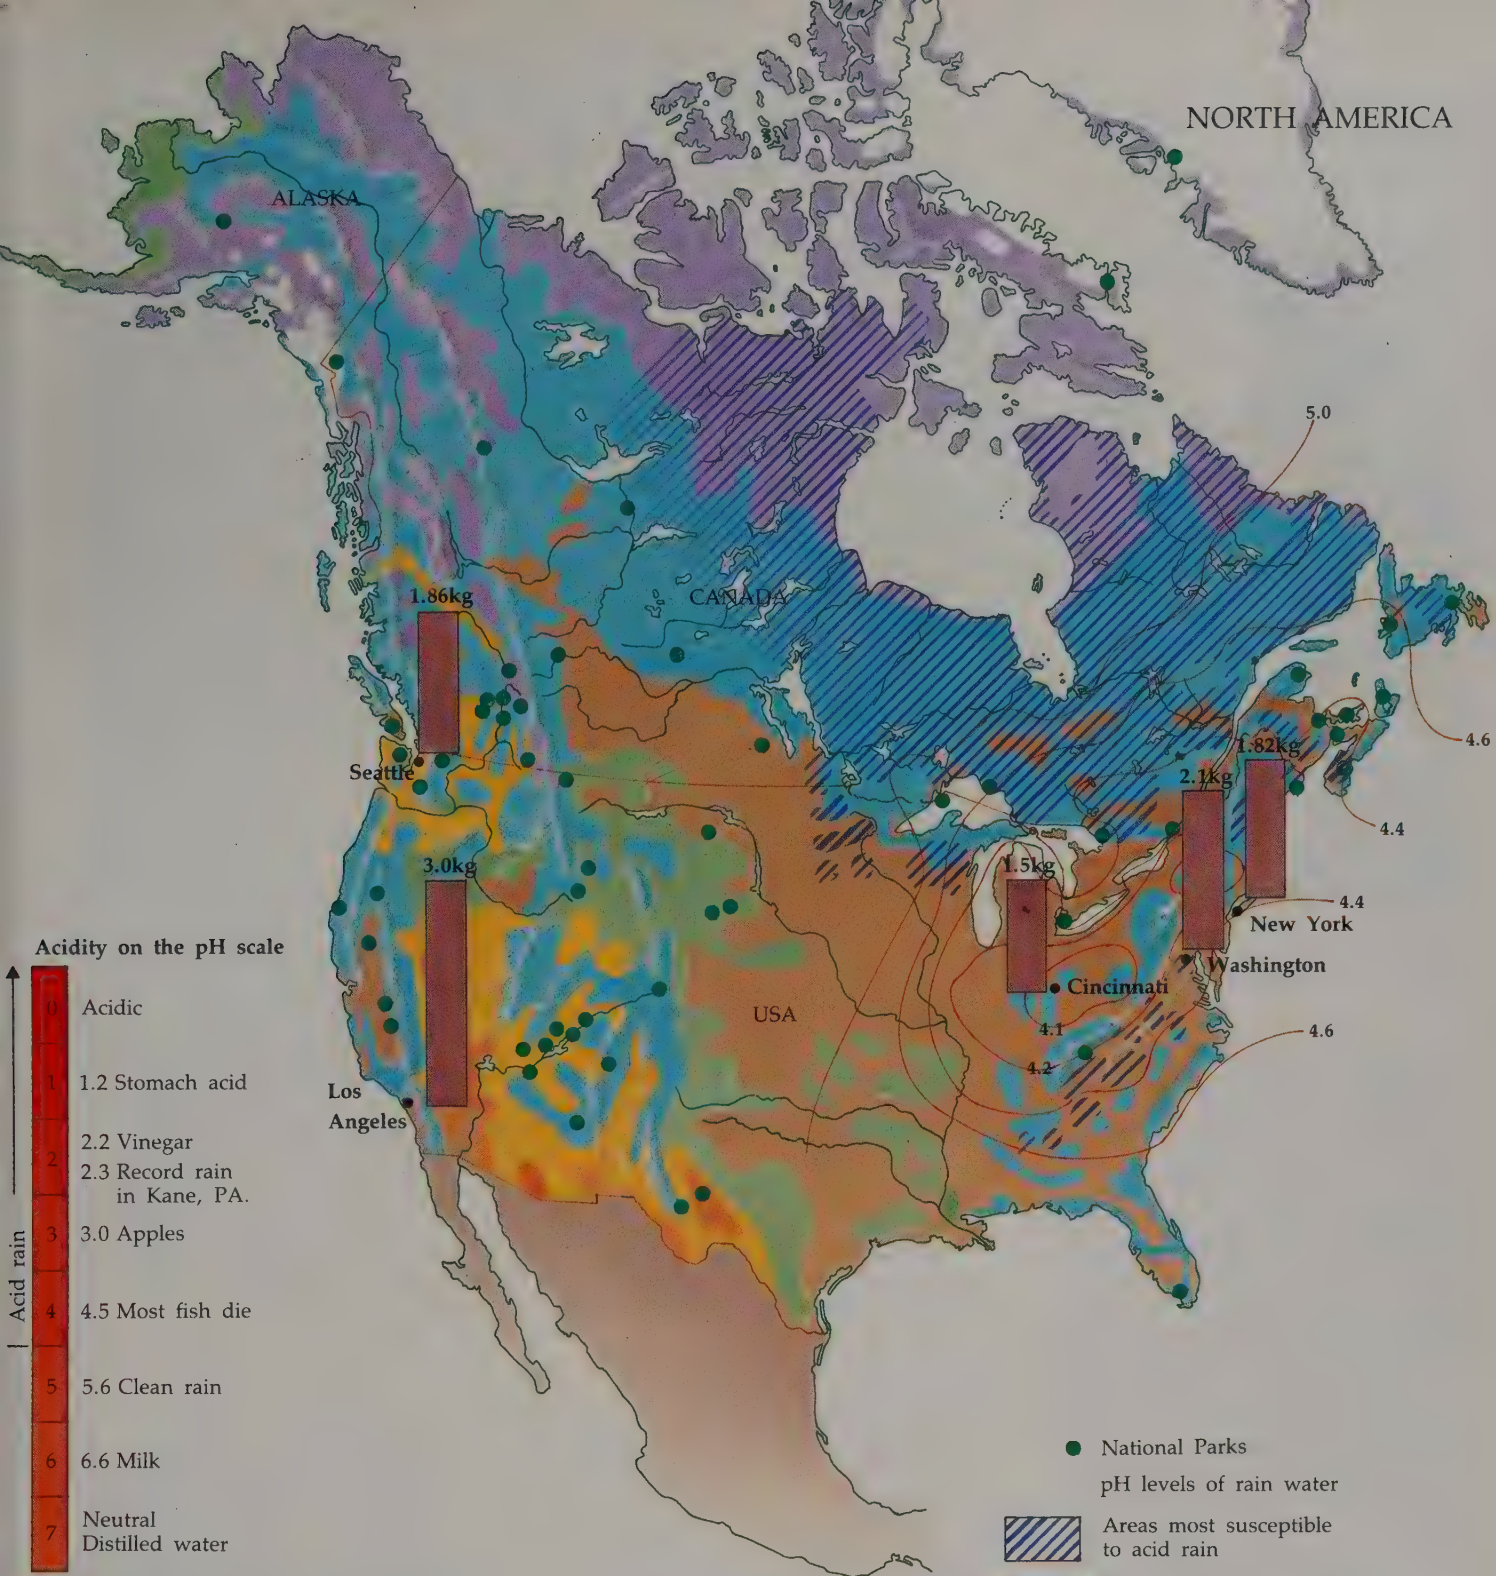 NORTH AMERICA
ALASKA
5.0
CANADA
1.86kg
4.6
1.82kg
2.1kg
Seattle
4.4
3.0kg
1.5kg
4.4
New York
Washington
Cincinnati
USA
4.1
4.6
4.2
Los
Angeles
Acidity on the pH scale
Acid rain
0
Acidic
1
1.2 Stomach acid
2.2 Vinegar
2
2.3 Record rain
in Kane, PA.
3
3.0 Apples
4
4.5 Most fish die
5
5.6 Clean rain
6
6.6 Milk
7
Neutral
Distilled water
National Parks
pH levels of rain water
Areas most susceptible
to acid rain